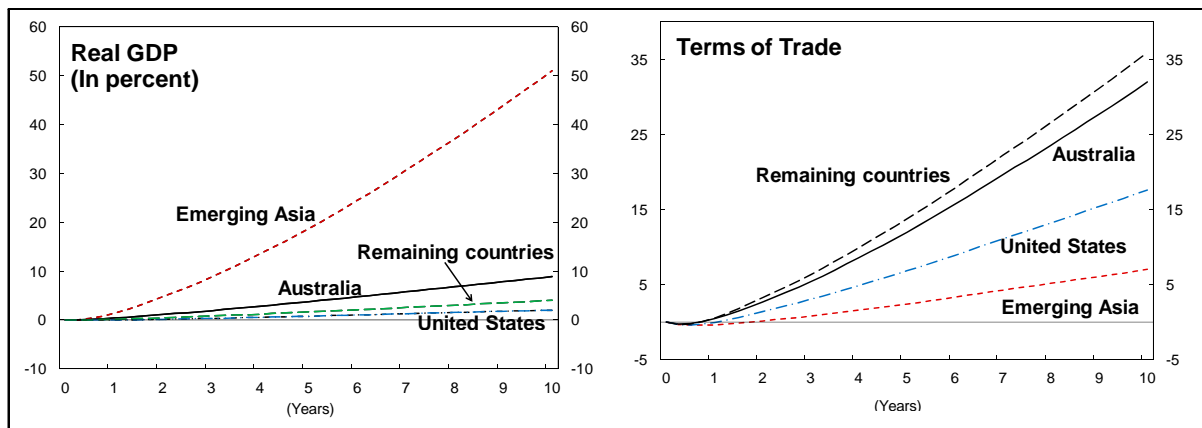 Real GDP
(In percent)
60
50
40
30
20
10
0
-10
60
50
40
30
20
10
0
-10
Emerging Asia
Remaining countries
Australia
United States
0 1 2 3 4 5 6 7 8 9 10
(Years)
Terms of Trade
35
25
15
5
-5
35
25
15
5
-5
Australia
Remaining countries
United States
Emerging Asia
0 1 2 3 4 5 6 7 8 9 10
(Years)